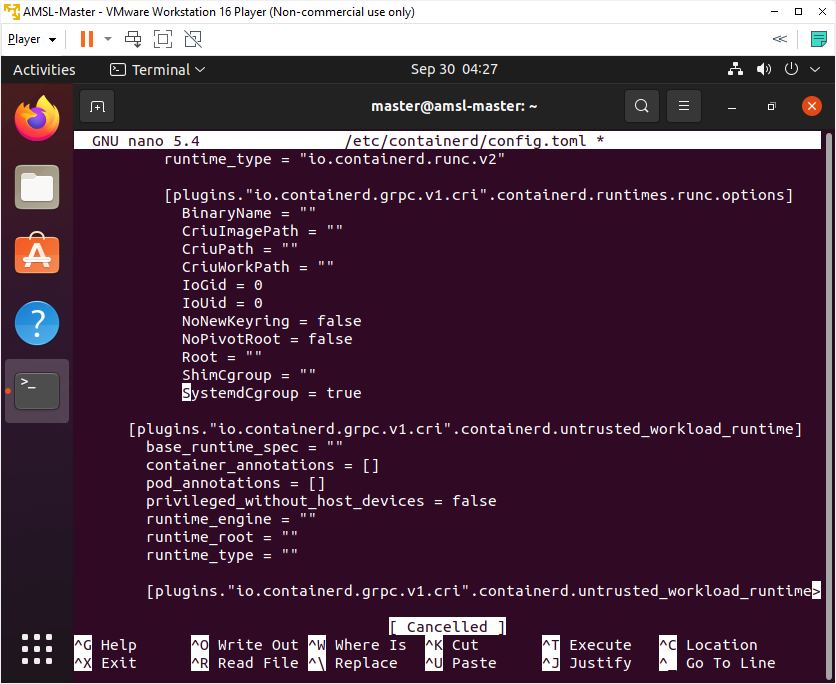 AMSL-Master - VMware Workstation 16 Player (Non-commercial use only)
Player
Activities Terminal Sep 30 04:27
master@amsl-master: ~
GNU nano 5.4 /etc/containerd/config.toml *
runtime_type = "io.containerd.runc.v2"
[plugins."io.containerd.grpc.v1.cri".containerd.runtimes.runc.options]
BinaryName = ""
CriuImagePath = ""
CriuPath = ""
CriuWorkPath = ""
IoGid = 0
IoUid = 0
NoNewKeyring = false
NoPivotRoot = false
Root = ""
ShimCgroup = ""
SystemdCgroup = true
[plugins."io.containerd.grpc.v1.cri".containerd.untrusted_workload_runtime]
base_runtime_spec = ""
container_annotations = []
pod_annotations = []
privileged_without_host_devices = false
runtime_engine = ""
runtime_root = ""
runtime_type = ""
[plugins."io.containerd.grpc.v1.cri".containerd.untrusted_workload_runtime>
[ Cancelled ]
^G Help ^O Write Out ^W Where Is ^K Cut ^T Execute ^C Location
^X Exit ^R Read File ^\ Replace ^U Paste ^J Justify ^_ Go To Line